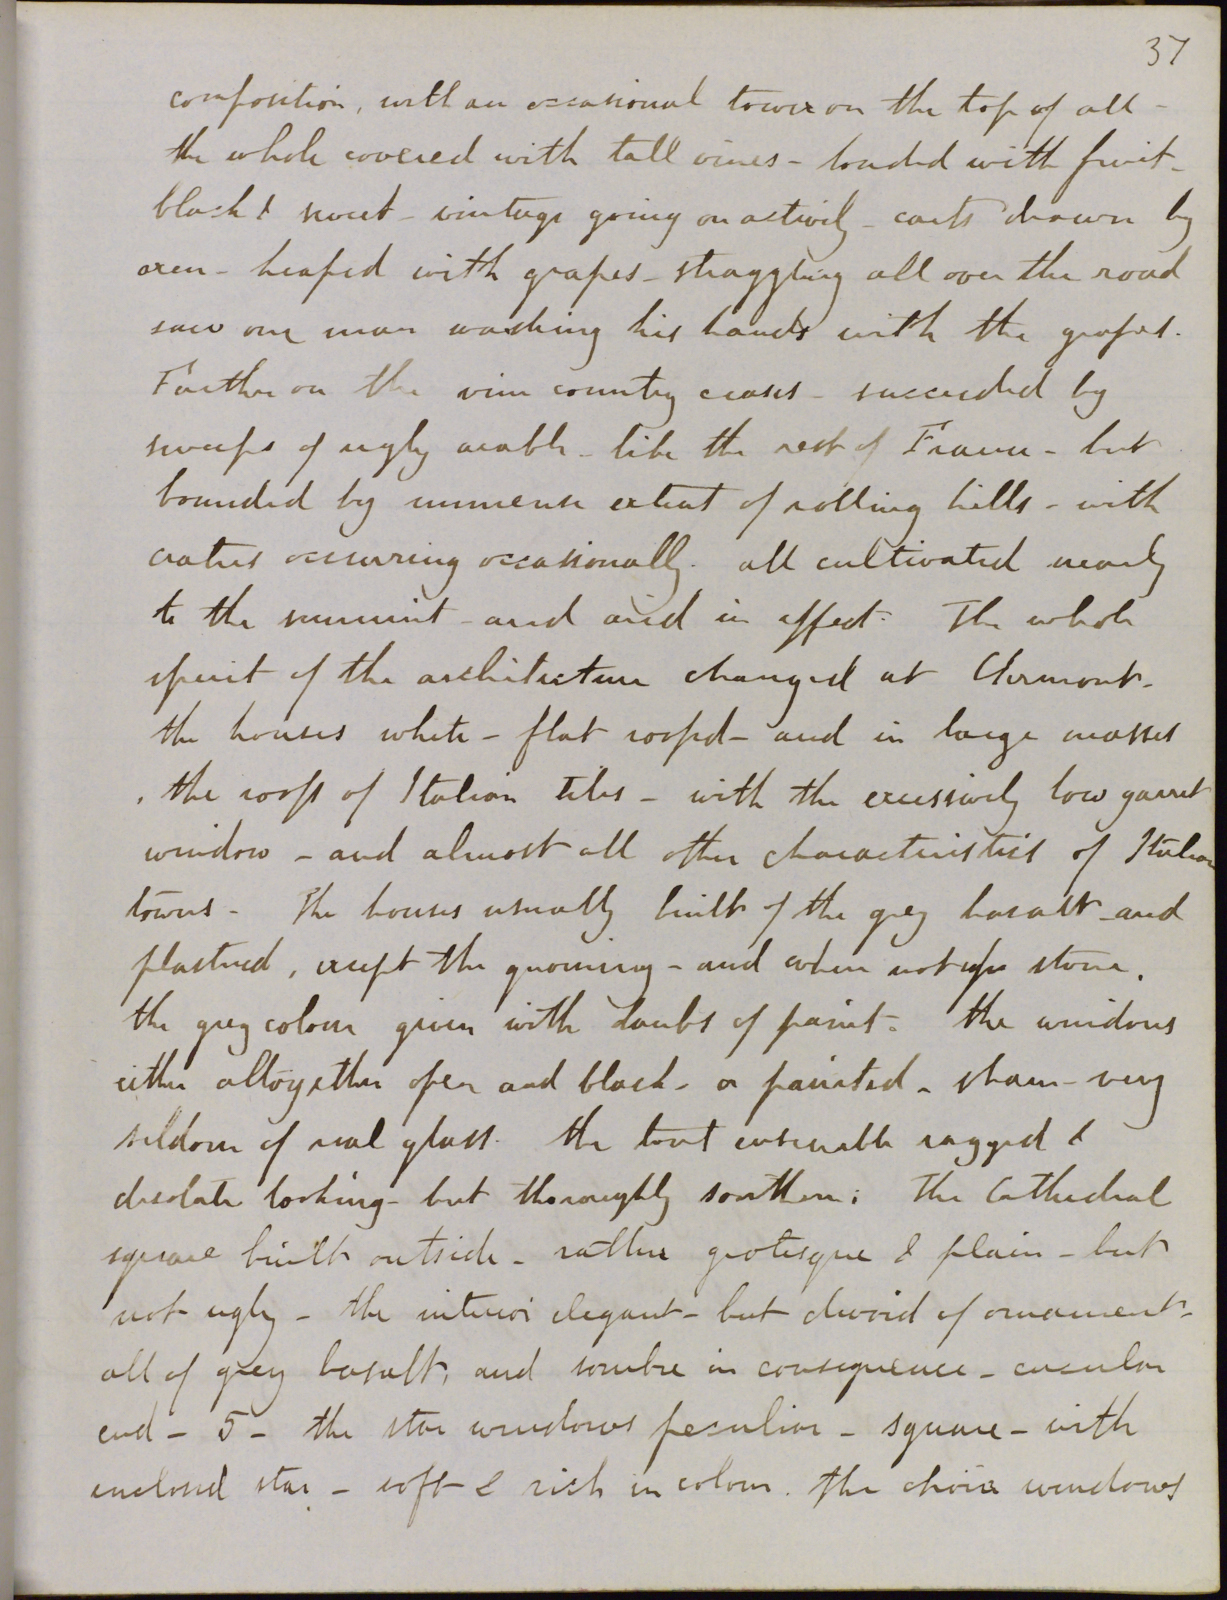 37
composition, with an occasional tower on the top of all -
the whole covered with tall vines - loaded with fruit -
black & sweet - vintage going on actively - carts drawn by
oxen - heaped with grapes - straggling all over the road
saw one man washing his hands with the grapes.
Farther on the vine country ceases - succeeded by
sweeps of ugly arable - like the rest of France - but
bounded by immense extent of rolling hills - with
craters occurring occasionally. all cultivated nearly
to the summit - and arid in effect. The whole
spirit of the architecture changed at Clermont -
the houses white - flat roofed - and in large masses
, the roofs of Italian tiles - with the excessively low garret
window - and almost all other characteristics of Italian
towns - The houses usually built of the grey basalt - and
plastered, except the groining - and when not stone,
the grey colour given with daubs of paint - the windows
either altogether open and black - or painted - sham - very
seldom of real glass. the tout ensemble ragged &
desolate looking - but thoroughly southern; The Cathedral
square built outside - rather grotesque & plain - but
not ugly - the interior elegant - but devoid of ornament -
all of grey basalt, and sombre in consequence - circular
end - 5 - the star windows peculiar - square - with
enclosed star - soft & rich in colour. the choir windows